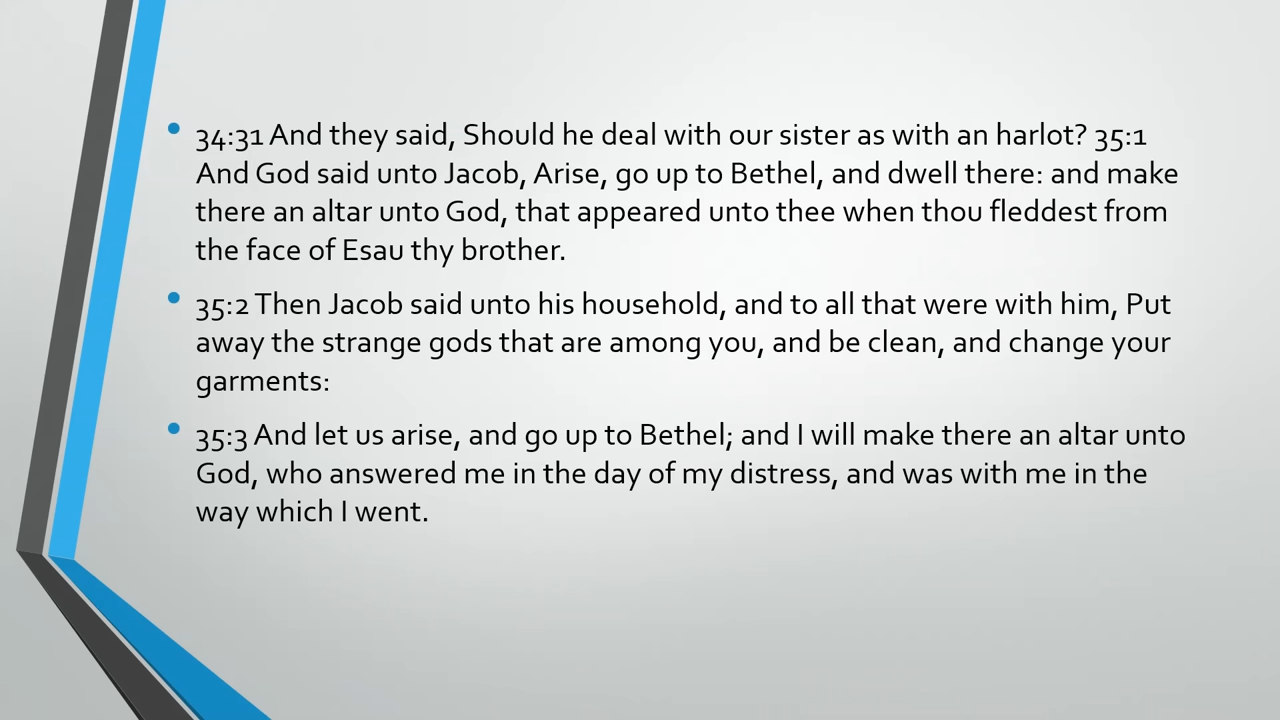 • 34:31 And they said, Should he deal with our sister as with an harlot? 35:1
And God said unto Jacob, Arise, go up to Bethel, and dwell there: and make
there an altar unto God, that appeared unto thee when thou fleddest from
the face of Esau thy brother.
• 35:2 Then Jacob said unto his household, and to all that were with him, Put
away the strange gods that are among you, and be clean, and change your
garments:
• 35:3 And let us arise, and go up to Bethel; and I will make there an altar unto
God, who answered me in the day of my distress, and was with me in the
way which I went.